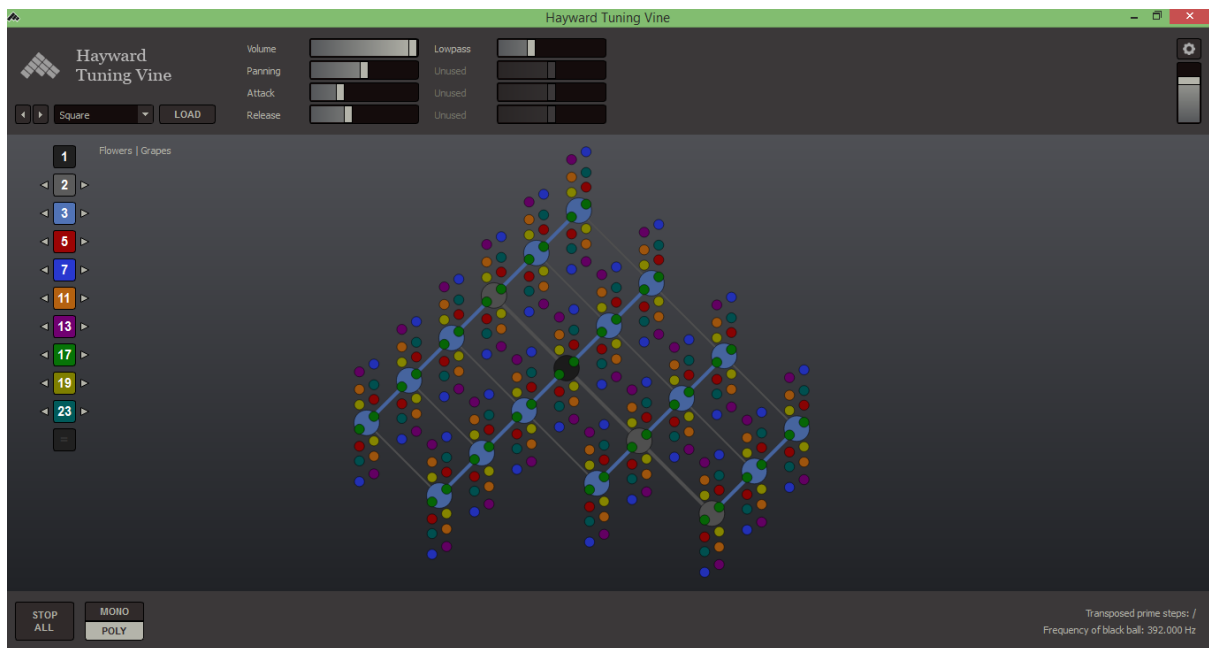 Hayward Tuning Vine
Hayward
Tuning Vine
Volume
Lowpass
Panning
Unused
Attack
Unused
Release
Unused
Square
LOAD
Flowers | Grapes
1
2
3
5
7
11
13
17
19
23
=
STOP
ALL
MONO
POLY
Transposed prime steps: /
Frequency of black ball: 392.000 Hz